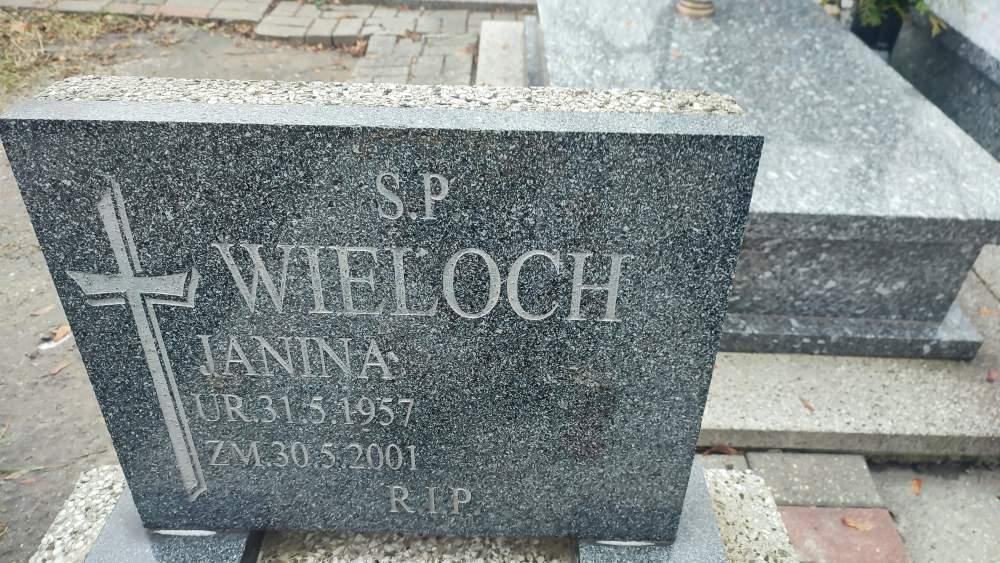 S.P
WIELOCH
JANINA
UR.31.5.1957
ZM.30.5.2001
R I P.